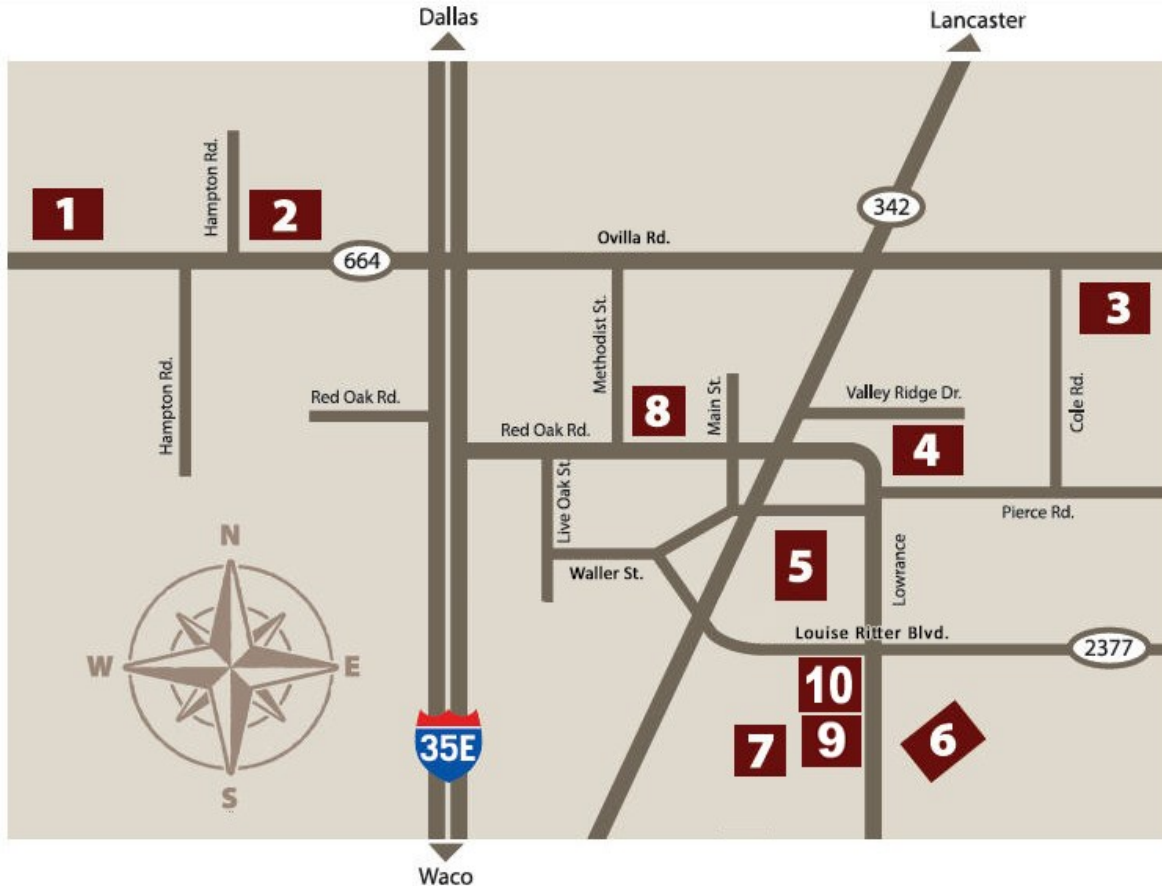 Dallas
Lancaster
Hampton Rd.
1
2
342
Ovilla Rd.
664
3
Methodist St.
Hampton Rd.
Main St.
Valley Ridge Dr.
Cole Rd.
Red Oak Rd.
8
Red Oak Rd.
4
Live Oak St.
Pierce Rd.
N
5
Lowrance
Waller St.
Louise Ritter Blvd.
2377
W
E
10
35E
7
9
6
S
Waco